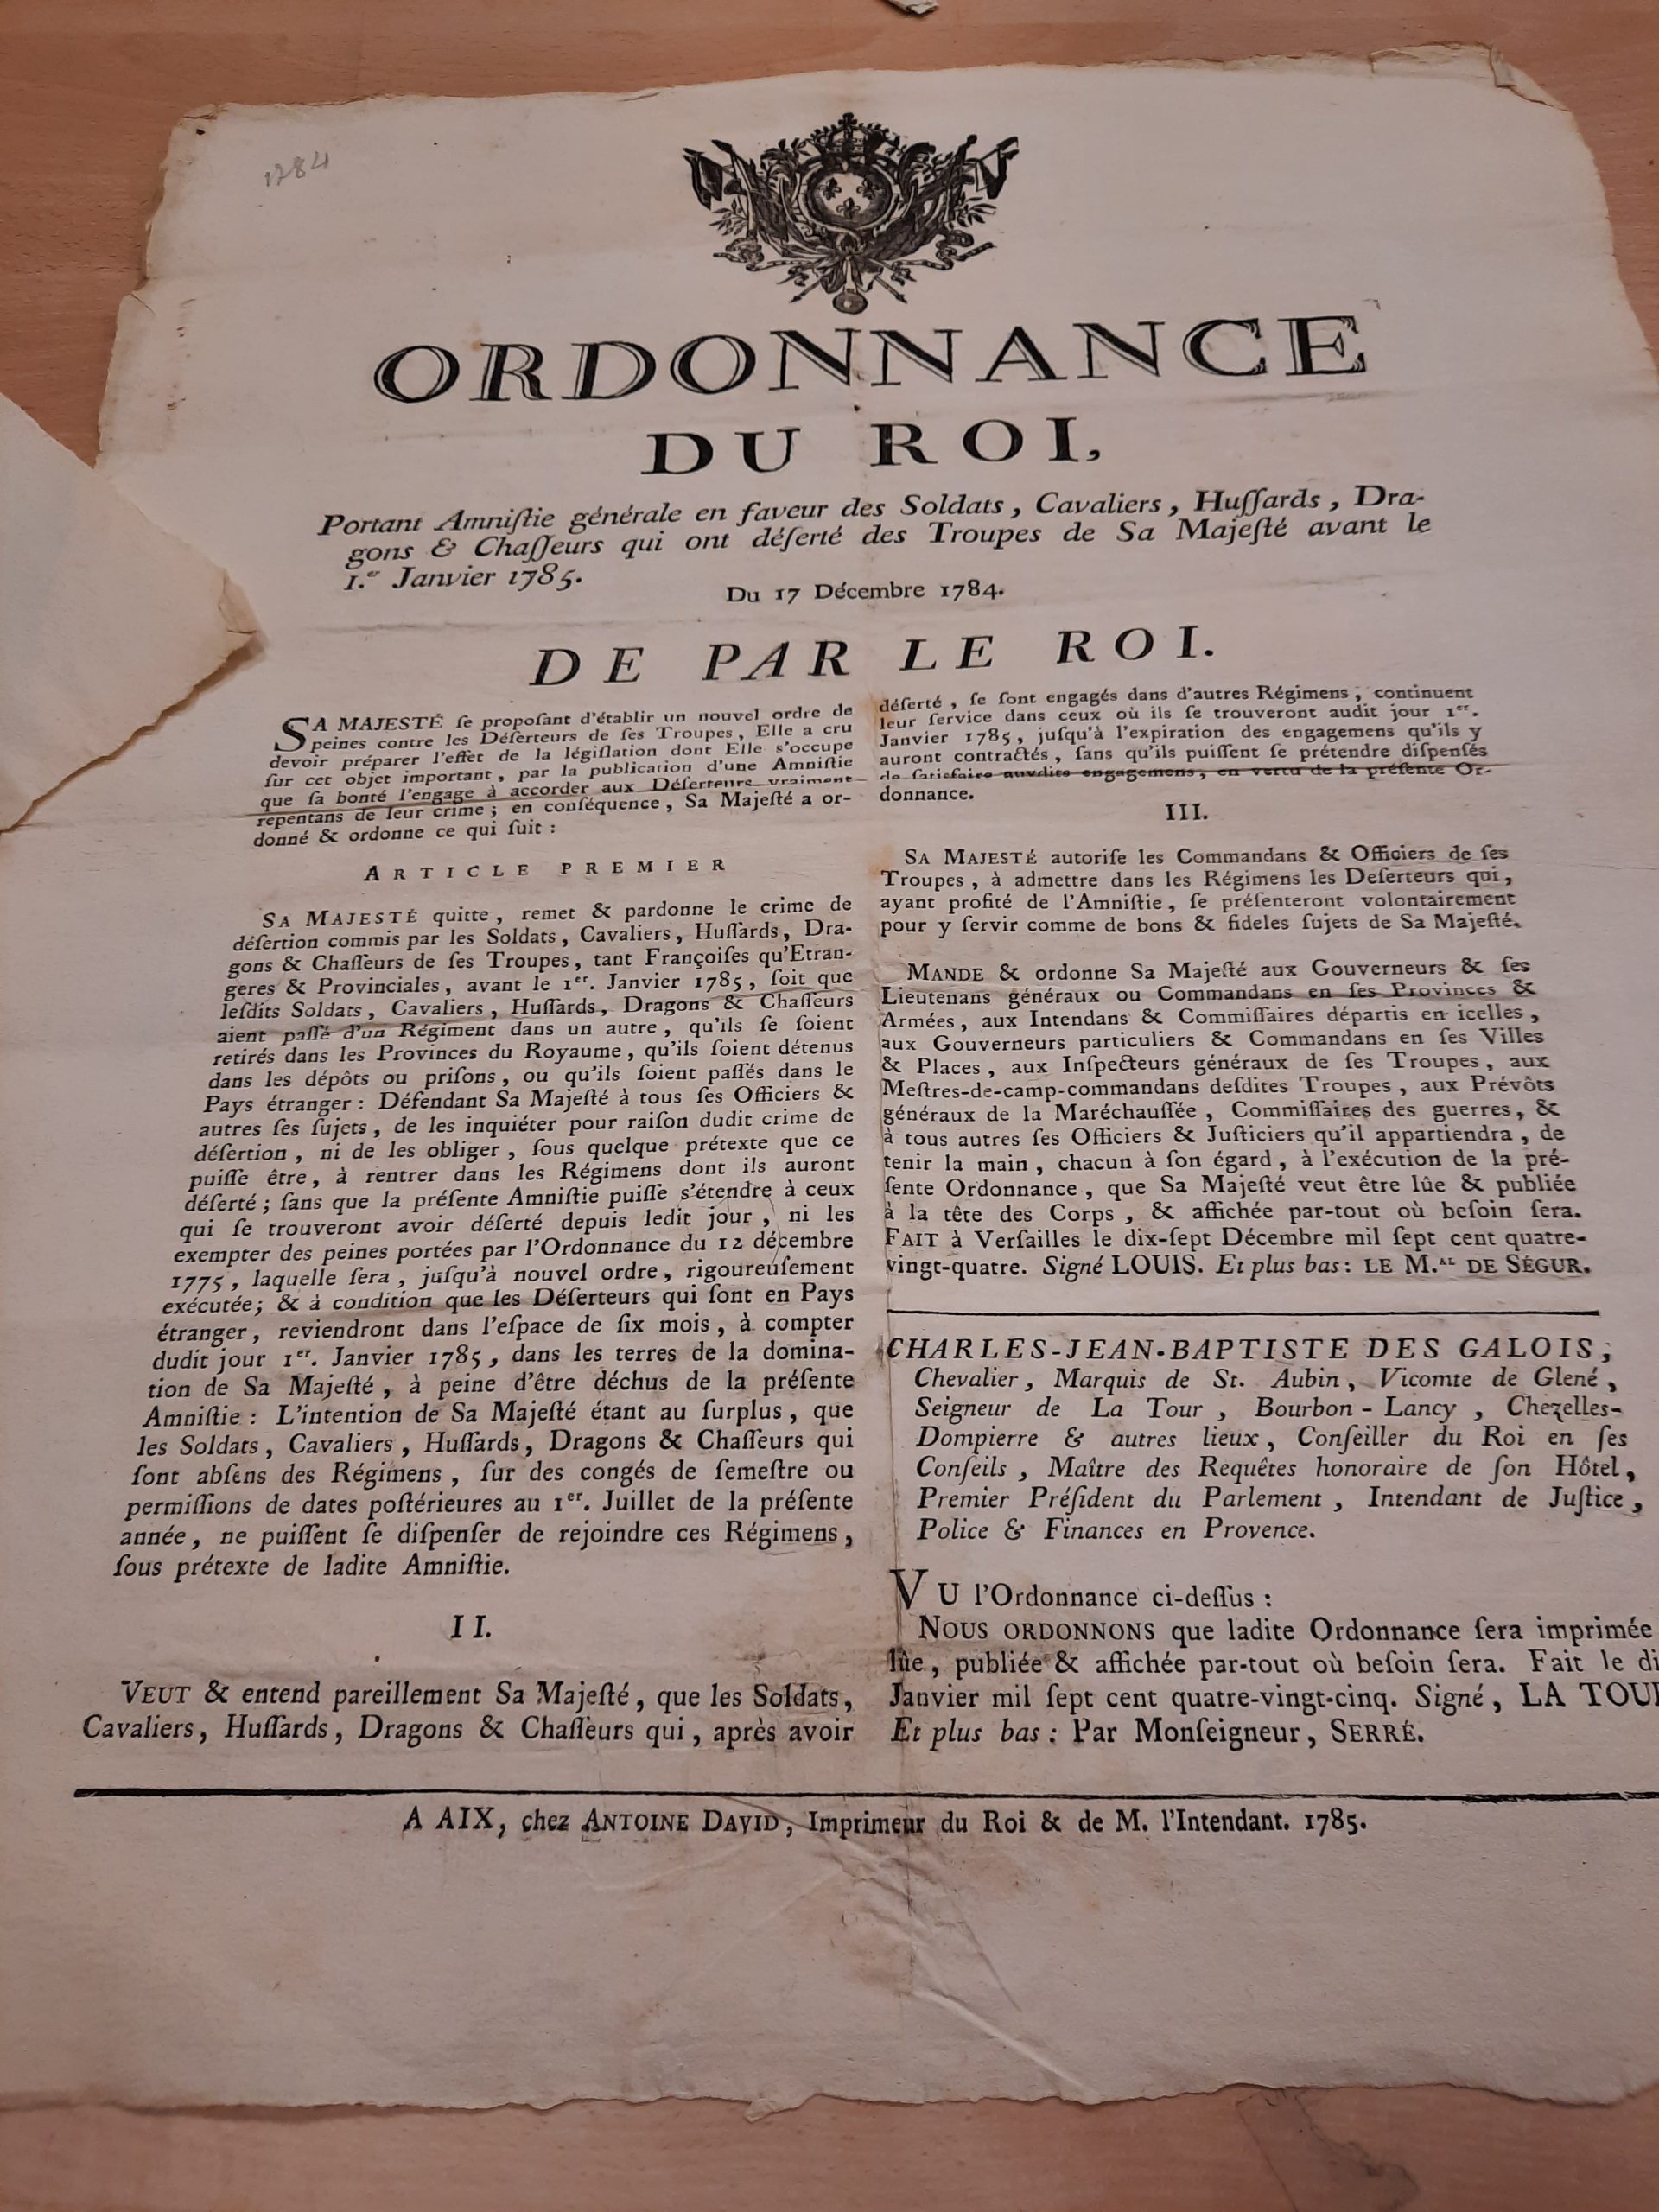 1784
ORDONNANCE
DU ROI,
Portant Amniſtie générale en faveur des Soldats, Cavaliers, Huſſards, Dra-
gons & Chaſſeurs qui ont déſerté des Troupes de Sa Majeſté avant le
1.er Janvier 1785.
Du 17 Décembre 1784.
DE PAR LE ROI.
SA MAJESTÉ ſe propoſant d'établir un nouvel ordre de
peines contre les Déſerteurs de ſes Troupes, Elle a cru
devoir préparer l'effet de la législation dont Elle s'occupe
ſur cet objet important, par la publication d'une Amniſtie
que ſa bonté l'engage à accorder aux Déſerteurs vraiment
repentans de leur crime; en conſéquence, Sa Majeſté a or-
donné & ordonne ce qui ſuit :
ARTICLE PREMIER
SA MAJESTÉ quitte, remet & pardonne le crime de
déſertion commis par les Soldats, Cavaliers, Huſſards, Dra-
gons & Chaſſeurs de ſes Troupes, tant Françoiſes qu'Etran-
geres & Provinciales, avant le 1er. Janvier 1785, ſoit que
leſdits Soldats, Cavaliers, Huſſards, Dragons & Chaſſeurs
aient paſſé d'un Régiment dans un autre, qu'ils ſe ſoient
retirés dans les Provinces du Royaume, qu'ils ſoient détenus
dans les dépôts ou priſons, ou qu'ils ſoient paſſés dans le
Pays étranger : Défendant Sa Majeſté à tous ſes Officiers &
autres ſes ſujets, de les inquiéter pour raiſon dudit crime de
déſertion, ni de les obliger, ſous quelque prétexte que ce
puiſſe être, à rentrer dans les Régimens dont ils auront
déſerté; ſans que la préſente Amniſtie puiſſe s'étendre à ceux
qui ſe trouveront avoir déſerté depuis ledit jour, ni les
exempter des peines portées par l'Ordonnance du 12 décembre
1775, laquelle ſera, juſqu'à nouvel ordre, rigoureuſement
exécutée; & à condition que les Déſerteurs qui ſont en Pays
étranger, reviendront dans l'eſpace de ſix mois, à compter
dudit jour 1er. Janvier 1785, dans les terres de la domina-
tion de Sa Majeſté, à peine d'être déchus de la préſente
Amniſtie : L'intention de Sa Majeſté étant au ſurplus, que
les Soldats, Cavaliers, Huſſards, Dragons & Chaſſeurs qui
ſont abſens des Régimens, ſur des congés de ſemeſtre ou
permiſſions de dates poſtérieures au 1er. Juillet de la préſente
année, ne puiſſent ſe diſpenſer de rejoindre ces Régimens,
ſous prétexte de ladite Amniſtie.
II.
VEUT & entend pareillement Sa Majeſté, que les Soldats,
Cavaliers, Huſſards, Dragons & Chaſſeurs qui, après avoir
déſerté, ſe ſont engagés dans d'autres Régimens, continuent
leur ſervice dans ceux où ils ſe trouveront audit jour 1er.
Janvier 1785, juſqu'à l'expiration des engagemens qu'ils y
auront contractés, ſans qu'ils puiſſent ſe prétendre diſpenſés
de ſatisfaire auxdits engagemens, en vertu de la préſente Or-
donnance.
III.
SA MAJESTÉ autoriſe les Commandans & Officiers de ſes
Troupes, à admettre dans les Régimens les Deſerteurs qui,
ayant profité de l'Amniſtie, ſe préſenteront volontairement
pour y ſervir comme de bons & fideles ſujets de Sa Majeſté.
MANDE & ordonne Sa Majeſté aux Gouverneurs & ſes
Lieutenans généraux ou Commandans en ſes Provinces &
Armées, aux Intendans & Commiſſaires départis en icelles,
aux Gouverneurs particuliers & Commandans en ſes Villes
& Places, aux Inſpecteurs généraux de ſes Troupes, aux
Meſtres-de-camp-commandans deſdites Troupes, aux Prévôts
généraux de la Maréchauſſée, Commiſſaires des guerres, &
à tous autres ſes Officiers & Juſticiers qu'il appartiendra, de
tenir la main, chacun à ſon égard, à l'exécution de la pré-
ſente Ordonnance, que Sa Majeſté veut être lûe & publiée
à la tête des Corps, & affichée par-tout où beſoin ſera.
FAIT à Verſailles le dix-ſept Décembre mil ſept cent quatre-
vingt-quatre. Signé LOUIS. Et plus bas : LE M.AL DE SÉGUR.
CHARLES-JEAN-BAPTISTE DES GALOIS,
Chevalier, Marquis de St. Aubin, Vicomte de Glené,
Seigneur de La Tour, Bourbon-Lancy, Chezelles-
Dompierre & autres lieux, Conſeiller du Roi en ſes
Conſeils, Maître des Requêtes honoraire de ſon Hôtel,
Premier Préſident du Parlement, Intendant de Juſtice,
Police & Finances en Provence.
VU l'Ordonnance ci-deſſus :
NOUS ORDONNONS que ladite Ordonnance ſera imprimée
lûe, publiée & affichée par-tout où beſoin ſera. Fait le di
Janvier mil ſept cent quatre-vingt-cinq. Signé, LA TOU
Et plus bas : Par Monſeigneur, SERRÉ.
A AIX, chez ANTOINE DAVID, Imprimeur du Roi & de M. l'Intendant. 1785.